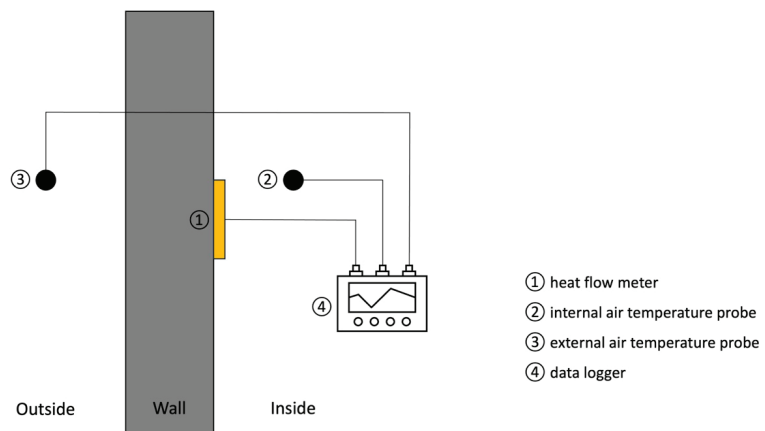 ③
②
①
④
① heat flow meter
② internal air temperature probe
③ external air temperature probe
④ data logger
Outside
Wall
Inside